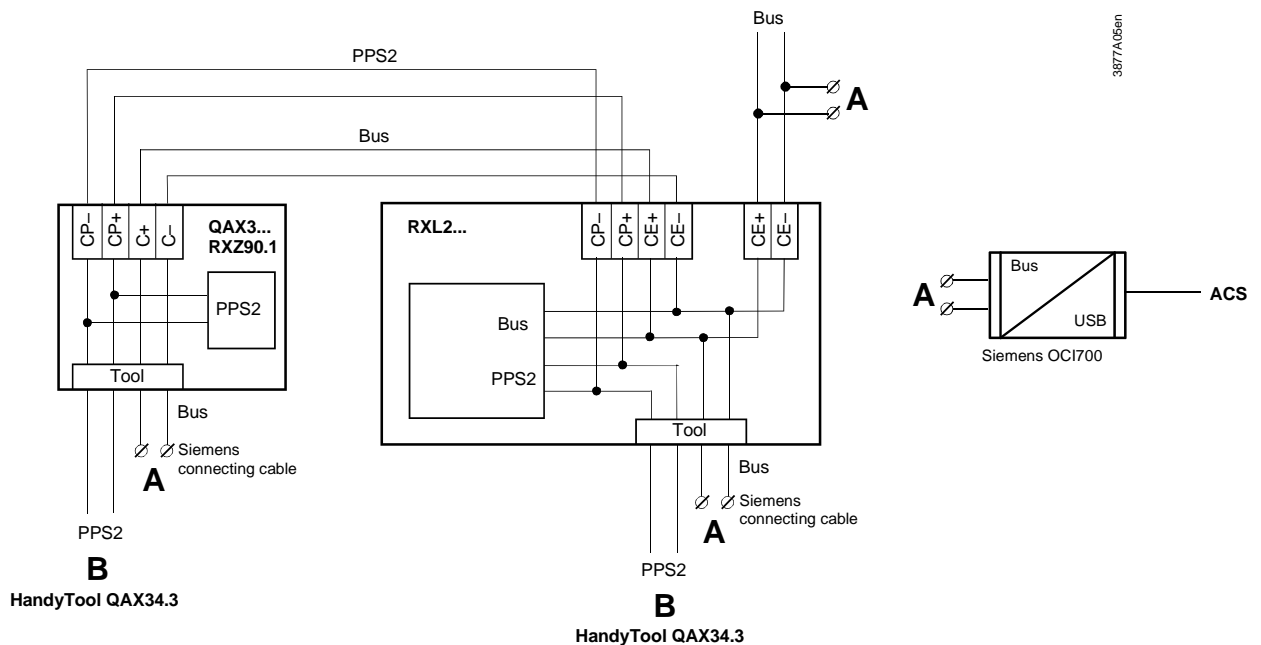 Bus
3877A05en
PPS2
A
Bus
CP–
CP+
C+
C–
QAX3...
RXZ90.1
PPS2
Tool
Bus
Siemens
connecting cable
A
PPS2
B
HandyTool QAX34.3
RXL2...
CP–
CP+
CE+
CE–
CE+
CE–
Bus
PPS2
Tool
Bus
Siemens
connecting cable
A
PPS2
B
HandyTool QAX34.3
A
Bus
USB
ACS
Siemens OCI700